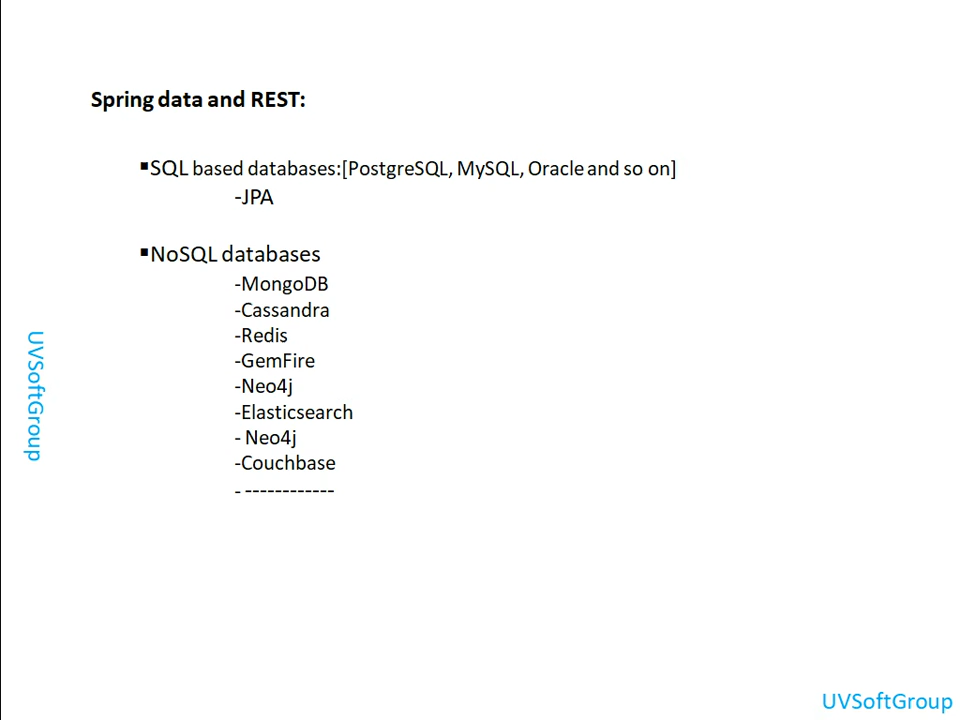 Spring data and REST:
▪SQL based databases:[PostgreSQL, MySQL, Oracle and so on]
-JPA
▪NoSQL databases
-MongoDB
-Cassandra
-Redis
-GemFire
-Neo4j
-Elasticsearch
- Neo4j
-Couchbase
- ------------
UVSoftGroup
UVSoftGroup